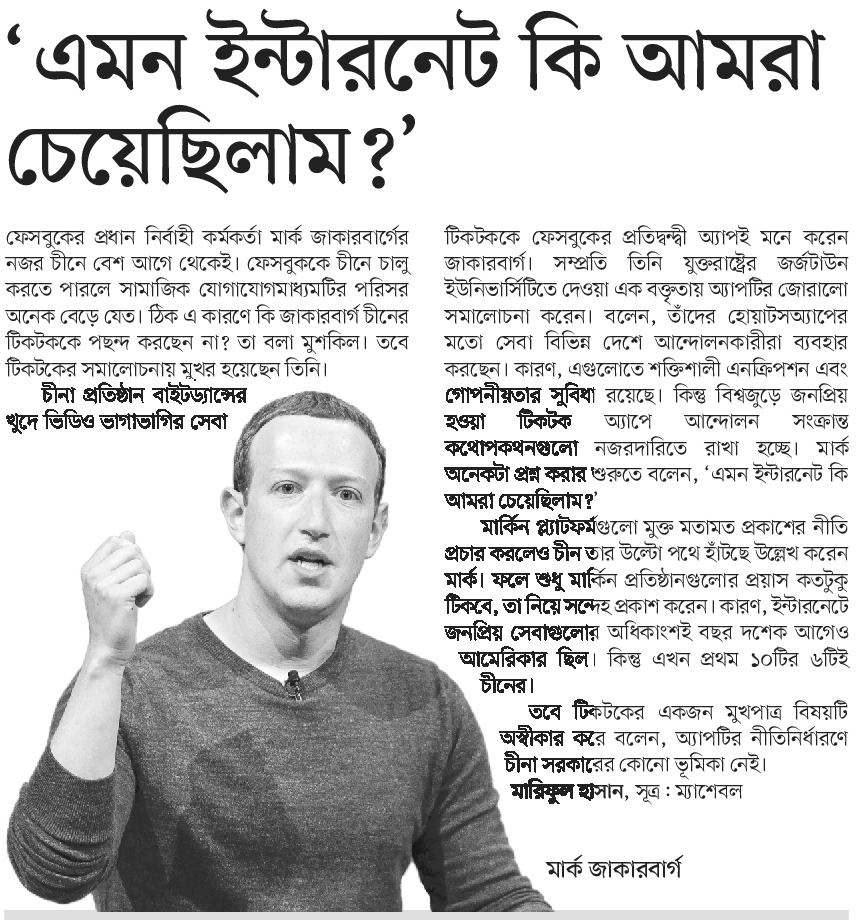 ‘এমন ইন্টারনেট কি আমরা
চেয়েছিলাম?’
ফেসবুকের প্রধান নির্বাহী কর্মকর্তা মার্ক জাকারবার্গের
নজর চীনে বেশ আগে থেকেই। ফেসবুককে চীনে চালু
করতে পারলে সামাজিক যোগাযোগমাধ্যমটির পরিসর
অনেক বেড়ে যেত। ঠিক এ কারণে কি জাকারবার্গ চীনের
টিকটককে পছন্দ করছেন না? তা বলা মুশকিল। তবে
টিকটকের সমালোচনায় মুখর হয়েছেন তিনি।
চীনা প্রতিষ্ঠান বাইটড্যান্সের
খুদে ভিডিও ভাগাভাগির সেবা
টিকটককে ফেসবুকের প্রতিদ্বন্দ্বী অ্যাপই মনে করেন
জাকারবার্গ। সম্প্রতি তিনি যুক্তরাষ্ট্রের জর্জটাউন
ইউনিভার্সিটিতে দেওয়া এক বক্তৃতায় অ্যাপটির জোরালো
সমালোচনা করেন। বলেন, তাঁদের হোয়াটসঅ্যাপের
মতো সেবা বিভিন্ন দেশে আন্দোলনকারীরা ব্যবহার
করছেন। কারণ, এগুলোতে শক্তিশালী এনক্রিপশন এবং
গোপনীয়তার সুবিধা রয়েছে। কিন্তু বিশ্বজুড়ে জনপ্রিয়
হওয়া টিকটক অ্যাপে আন্দোলন সংক্রান্ত
কথোপকথনগুলো নজরদারিতে রাখা হচ্ছে। মার্ক
অনেকটা প্রশ্ন করার শুরুতে বলেন, ‘এমন ইন্টারনেট কি
আমরা চেয়েছিলাম?’
মার্কিন প্ল্যাটফর্মগুলো মুক্ত মতামত প্রকাশের নীতি
প্রচার করলেও চীন তার উল্টো পথে হাঁটছে উল্লেখ করেন
মার্ক। ফলে শুধু মার্কিন প্রতিষ্ঠানগুলোর প্রয়াস কতটুকু
টিকবে, তা নিয়ে সন্দেহ প্রকাশ করেন। কারণ, ইন্টারনেটে
জনপ্রিয় সেবাগুলোর অধিকাংশই বছর দশেক আগেও
আমেরিকার ছিল। কিন্তু এখন প্রথম ১০টির ৬টিই
চীনের।
তবে টিকটকের একজন মুখপাত্র বিষয়টি
অস্বীকার করে বলেন, অ্যাপটির নীতিনির্ধারণে
চীনা সরকারের কোনো ভূমিকা নেই।
মারিফুল হাসান, সূত্র : ম্যাশেবল
মার্ক জাকারবার্গ